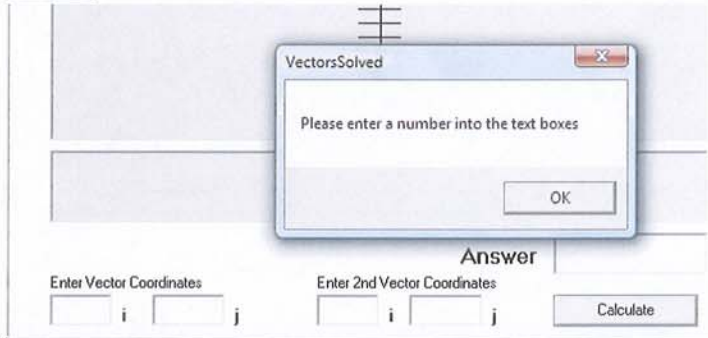 VectorsSolved
Please enter a number into the text boxes
OK
Answer
Enter Vector Coordinates
Enter 2nd Vector Coordinates
i
j
i
j
Calculate